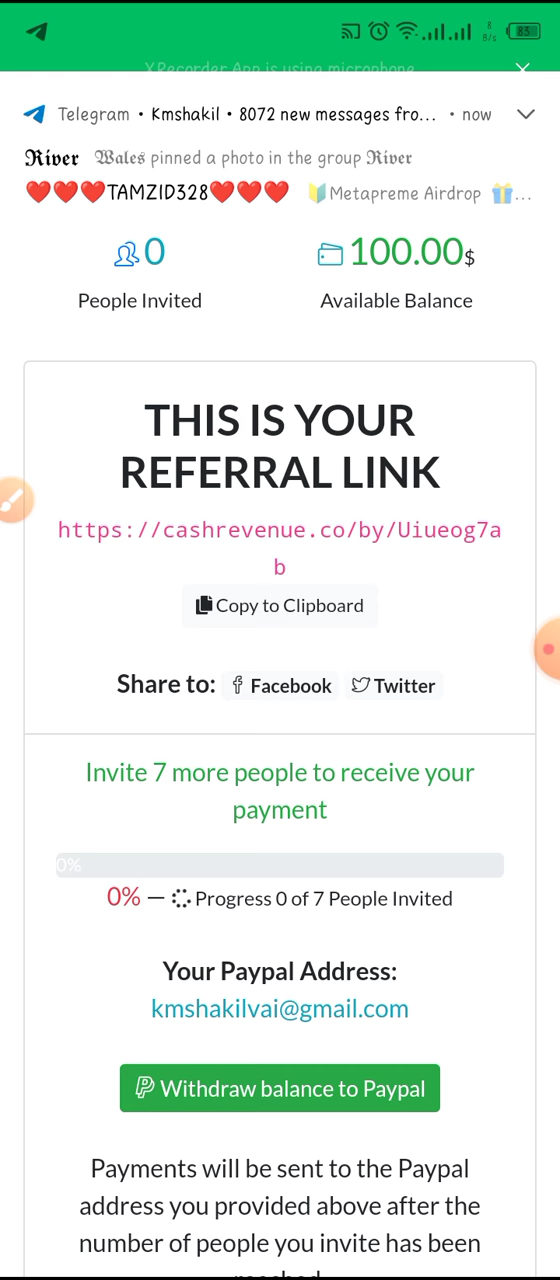 8
B/s
83
XRecorder App is using microphone
Telegram • Kmshakil • 8072 new messages fro... • now
𝕽𝖎𝖛𝖊𝖗 𝖂𝖆𝖑𝖊𝖘 pinned a photo in the group 𝕽𝖎𝖛𝖊𝖗
❤️❤️❤️TAMZID328❤️❤️❤️ 🔰Metapreme Airdrop 🎁...
0
100.00$
People Invited
Available Balance
THIS IS YOUR
REFERRAL LINK
https://cashrevenue.co/by/Uiueog7a
b
Copy to Clipboard
Share to: Facebook Twitter
Invite 7 more people to receive your
payment
0%
0% — Progress 0 of 7 People Invited
Your Paypal Address:
kmshakilvai@gmail.com
Withdraw balance to Paypal
Payments will be sent to the Paypal
address you provided above after the
number of people you invite has been
reached